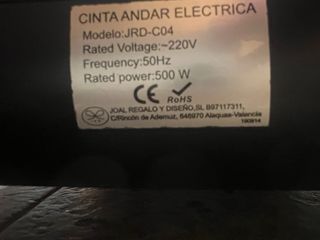 CINTA ANDAR ELECTRICA
Modelo:JRD-C04
Rated Voltage:~220V
Frequency:50Hz
Rated power:500 W
CE RoHS
JOAL REGALO Y DISEÑO,SL B97117311,
C/Rincón de Ademuz, 646970 Alaquas-Valencia
190914